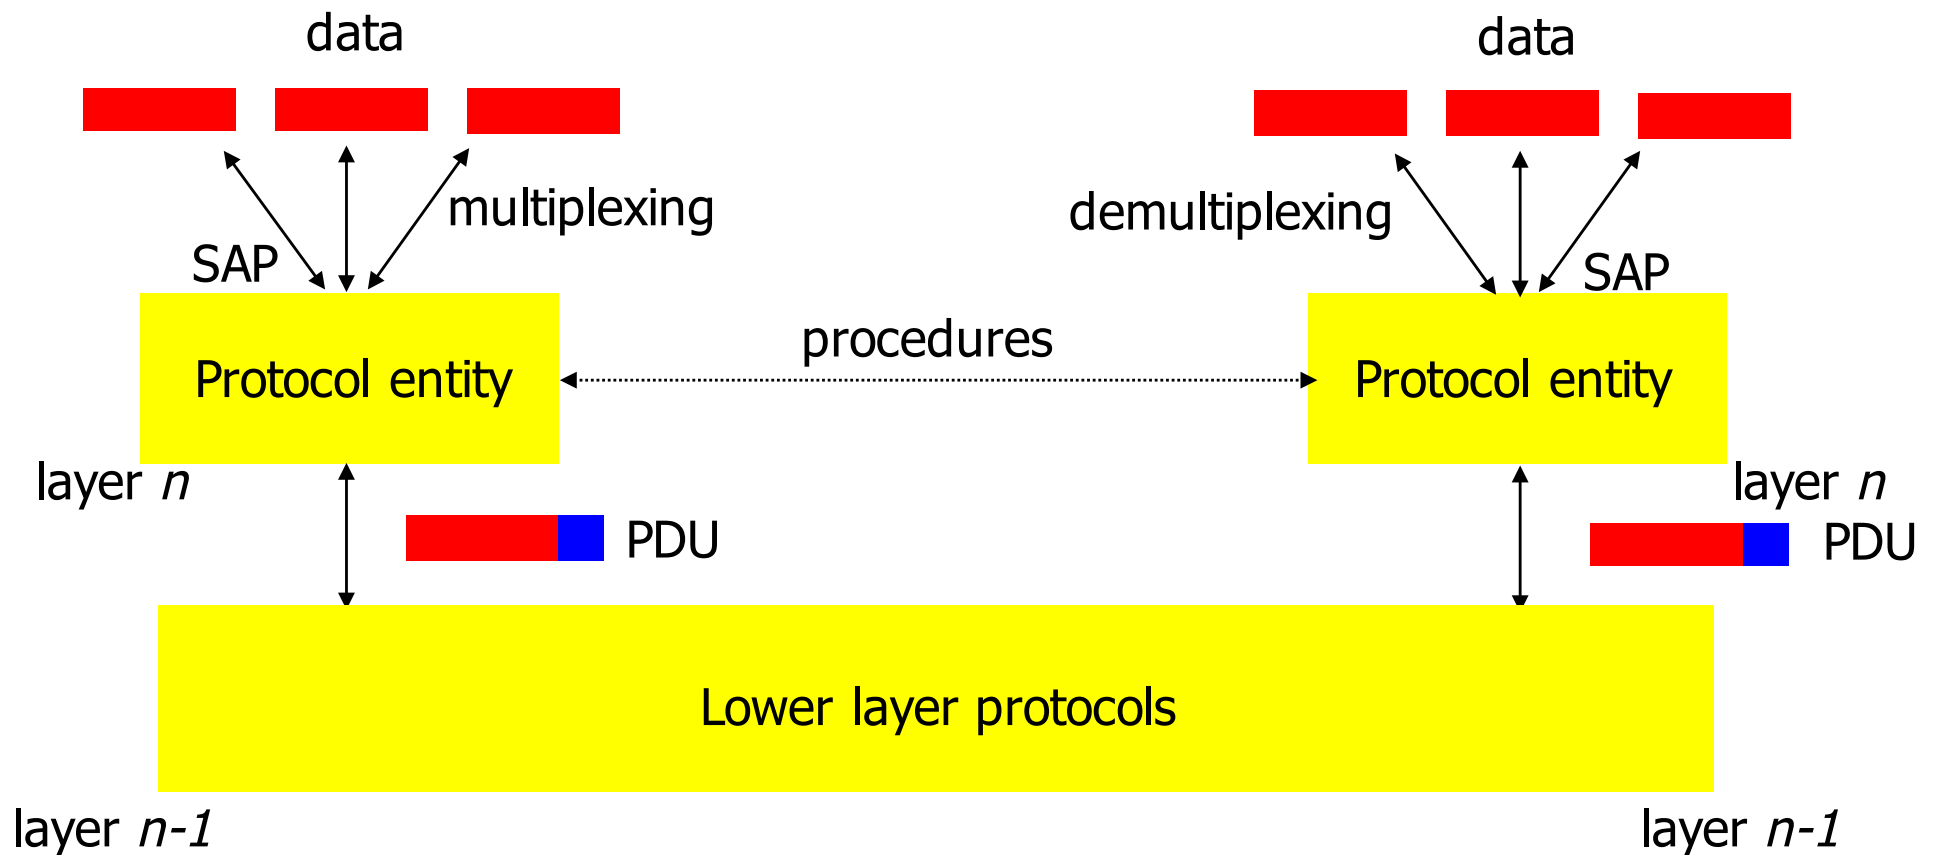 data
data
multiplexing
demultiplexing
SAP
SAP
procedures
Protocol entity
Protocol entity
layer n
layer n
PDU
PDU
Lower layer protocols
layer n-1
layer n-1